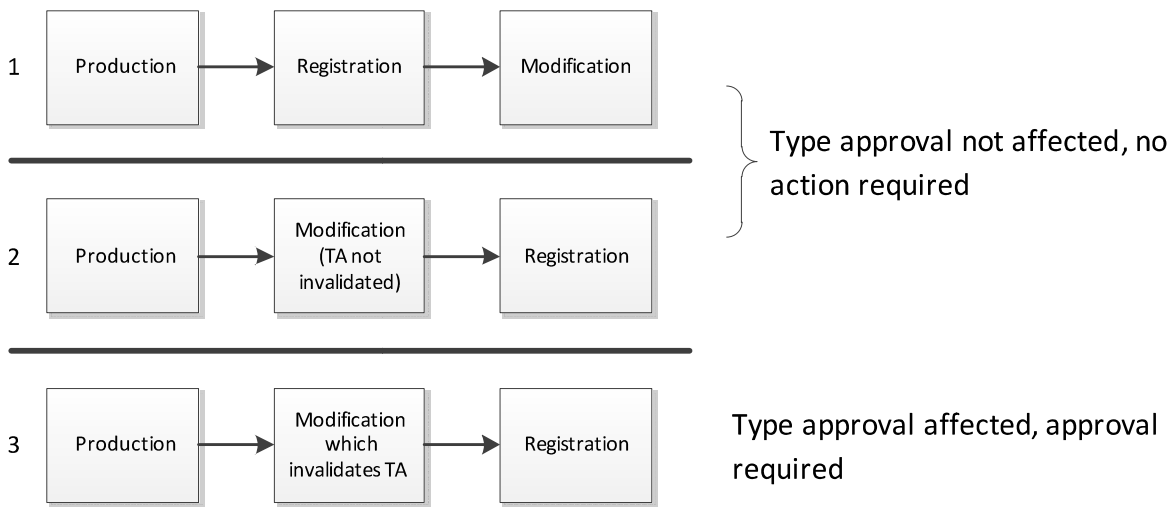 1
Production
Registration
Modification
Type approval not affected, no
action required
2
Production
Modification
(TA not
invalidated)
Registration
3
Production
Modification
which
invalidates TA
Registration
Type approval affected, approval
required